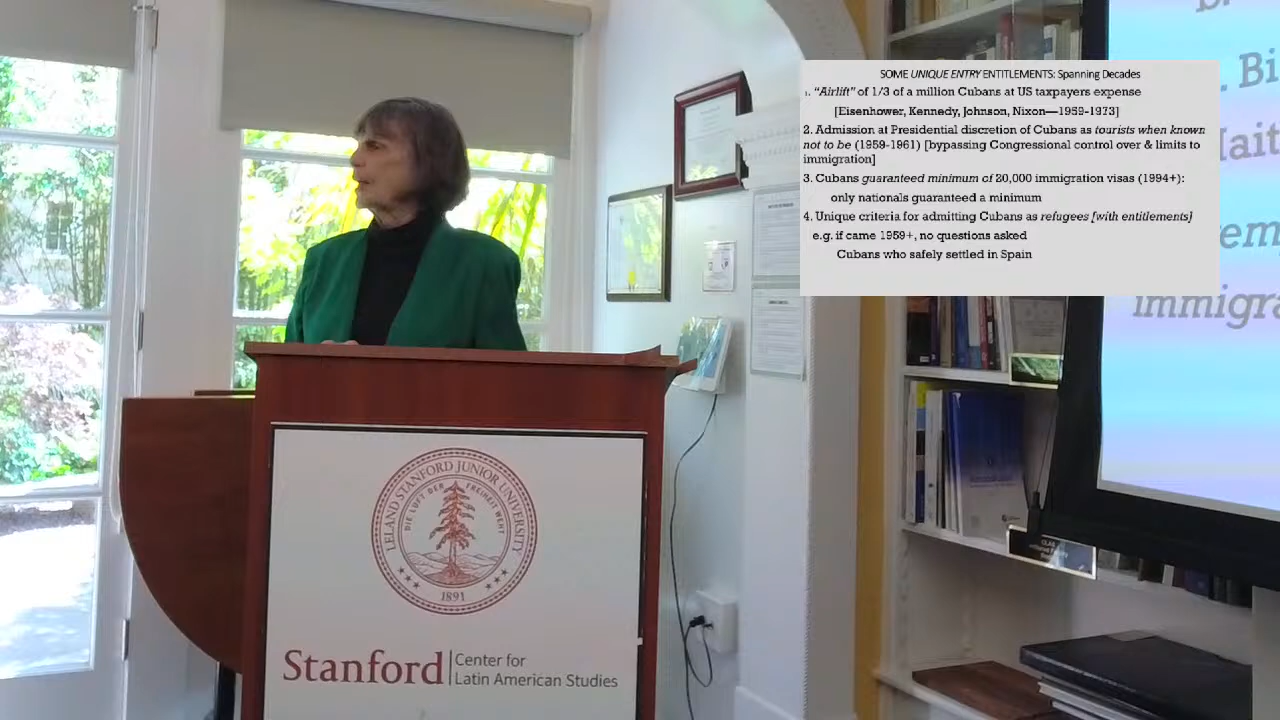 SOME UNIQUE ENTRY ENTITLEMENTS: Spanning Decades
1. “Airlift” of 1/3 of a million Cubans at US taxpayers expense
[Eisenhower, Kennedy, Johnson, Nixon—1959-1973]
2. Admission at Presidential discretion of Cubans as tourists when known
not to be (1959-1961) [bypassing Congressional control over & limits to
immigration]
3. Cubans guaranteed minimum of 20,000 immigration visas (1994+):
only nationals guaranteed a minimum
4. Unique criteria for admitting Cubans as refugees [with entitlements]
e.g. if came 1959+, no questions asked
Cubans who safely settled in Spain
b.
. Bi
Hait
em
immigra
LELAND STANFORD JUNIOR UNIVERSITY
DIE LUFT DER FREIHEIT WEHT
1891
Stanford
Center for
Latin American Studies
CLAS